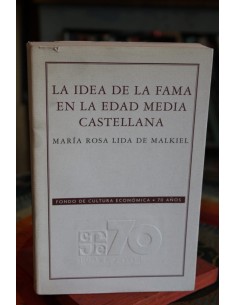 LA IDEA DE LA FAMA
EN LA EDAD MEDIA
CASTELLANA
MARÍA ROSA LIDA DE MALKIEL
FONDO DE CULTURA ECONÓMICA • 70 AÑOS
70